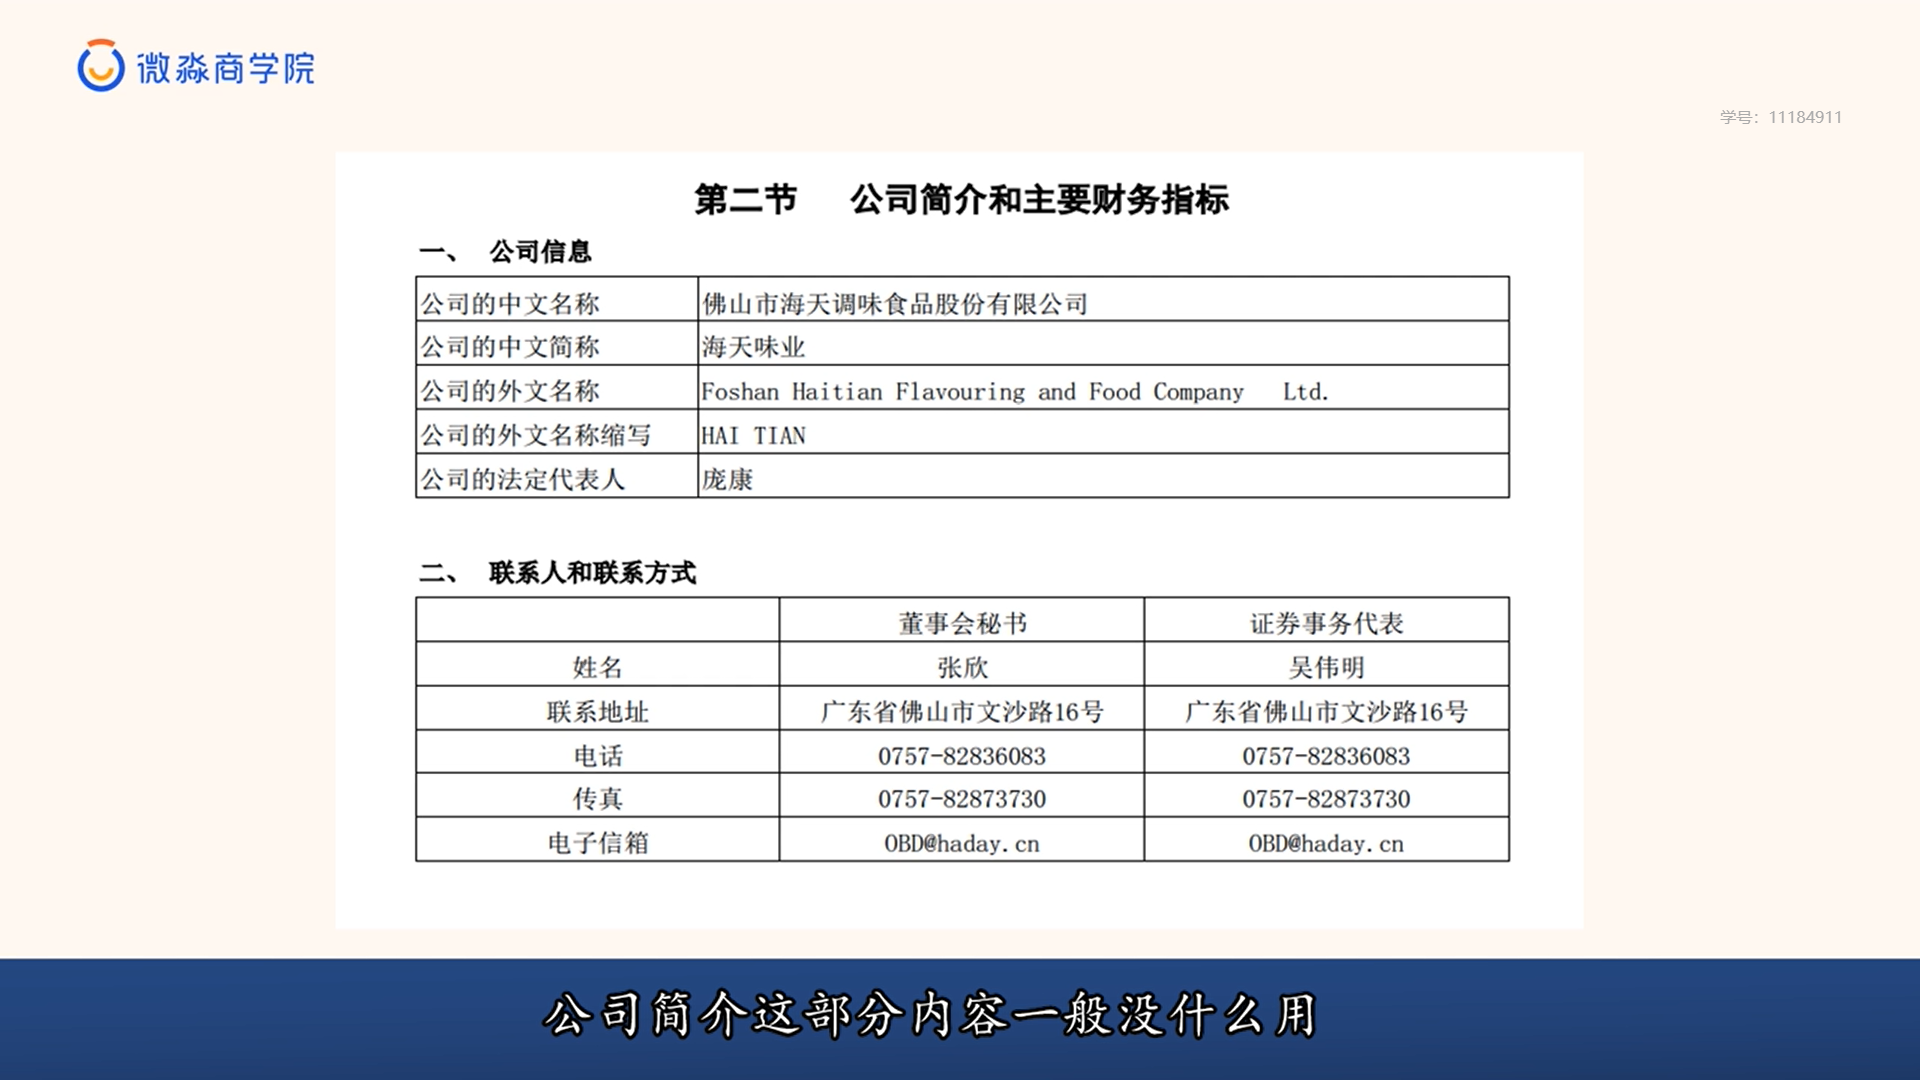 微淼商学院
学号：11184911
第二节 公司简介和主要财务指标
一、 公司信息
公司的中文名称 佛山市海天调味食品股份有限公司
公司的中文简称 海天味业
公司的外文名称 Foshan Haitian Flavouring and Food Company Ltd.
公司的外文名称缩写 HAI TIAN
公司的法定代表人 庞康
二、 联系人和联系方式
董事会秘书 证券事务代表
姓名 张欣 吴伟明
联系地址 广东省佛山市文沙路16号 广东省佛山市文沙路16号
电话 0757-82836083 0757-82836083
传真 0757-82873730 0757-82873730
电子信箱 OBD@haday.cn OBD@haday.cn
公司简介这部分内容一般没什么用